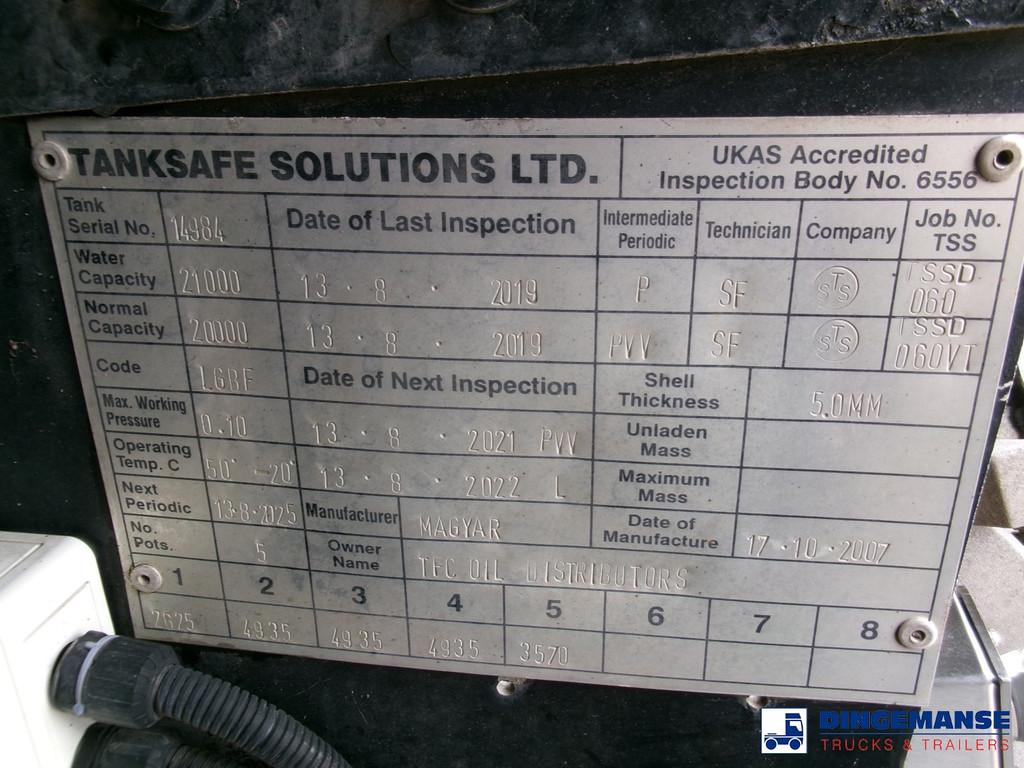 TANKSAFE SOLUTIONS LTD.
UKAS Accredited
Inspection Body No. 6556
Tank
Serial No.
14984
Date of Last Inspection
Intermediate
Periodic
Technician
Company
Job No.
TSS
Water
Capacity
21000
13 · 8 · 2019
P
SF
STS
TSSD
060
Normal
Capacity
20000
13 · 8 · 2019
PVV
SF
STS
TSSD
060VT
Code
LGBF
Date of Next Inspection
Shell
Thickness
5.0MM
Max. Working
Pressure
0.10
13 · 8 · 2021 PVV
Unladen
Mass
Operating
Temp. C
50° -20°
13 · 8 · 2022 L
Maximum
Mass
Next
Periodic
13·8·2025
Manufacturer
MAGYAR
Date of
Manufacture
17·10·2007
No.
Pots.
5
Owner
Name
TFC OIL DISTRIBUTORS
1 2 3 4 5 6 7 8
2625 4935 4935 4935 3570
DINGEMANSE
TRUCKS & TRAILERS